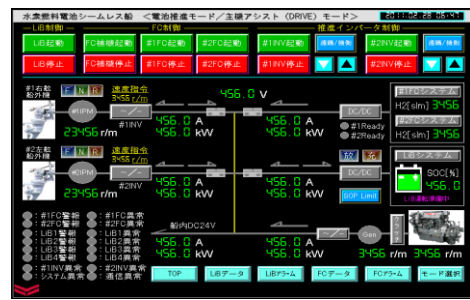 水素燃料電池シームレス船 <電動推進モード/主機アシスト (DRIVE) モード>
LiB制御 FC制御 推進インバータ制御
LiB起動 FC補機起動 #1FC起動 #2FC起動 #1INV起動 遠隔/機側 #2INV起動 遠隔/機側
LiB停止 FC補機停止 #1FC停止 #2FC停止 #1INV停止 #2INV停止
#1右舷船外機 F N R 速度指令 3456 r/m
456.0 V
#1FCシステム
H2[slm] 3456
#1PM #1INV DC/DC
#2FCシステム
H2[slm] 3456
23456 r/m 456.0 A 456.0 kW 456.0 A 456.0 kW #1Ready #2Ready
#2左舷船外機 F N R 速度指令 3456 r/m
放 充 LiBシステム
#2INV DC/DC SOC[%] 456.0
23456 r/m 456.0 A 456.0 kW 456.0 A 456.0 kW DOP Limit
:#1FC警報 :#1FC異常
:#2FC警報 :#2FC異常
:LiB1警報 :LiB1異常
:LiB2警報 :LiB2異常
:LiB3警報 :LiB3異常
:LiB4警報 :LiB4異常
:#1INV異常 :#2INV異常
:システム異常 :通信異常
船内DC24V
Gen クラッチ
456.0 A 456.0 kW 456.0 A 456.0 kW 3456 r/m 3456 r/m
TOP LiBデータ LiBアラーム FCデータ FCアラーム モード選択